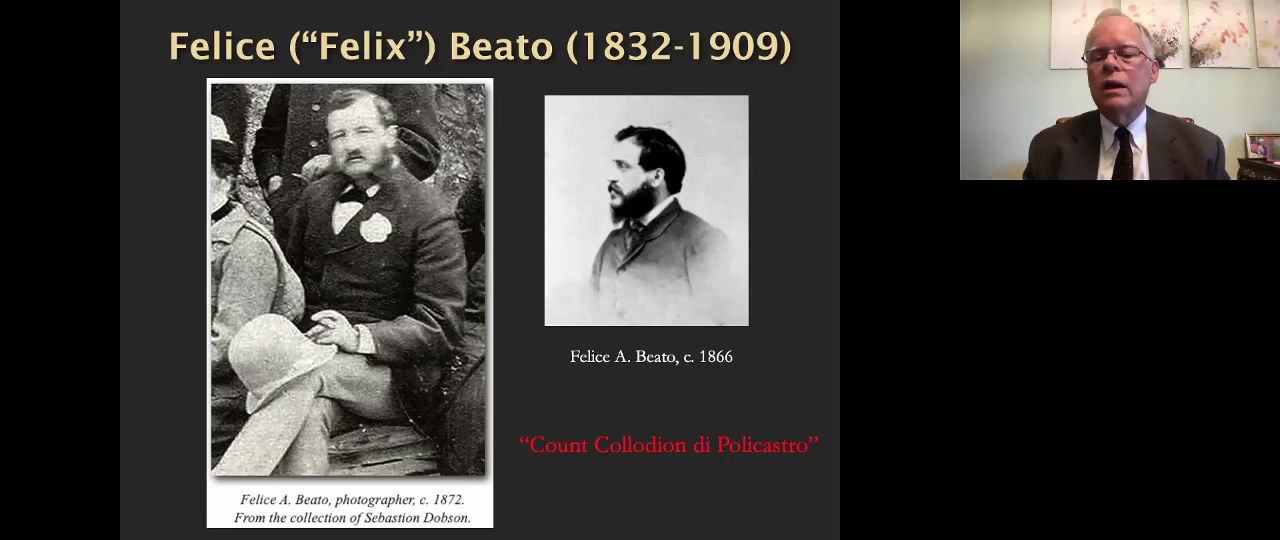 Felice (“Felix”) Beato (1832-1909)
Felice A. Beato, c. 1866
“Count Collodion di Policastro”
Felice A. Beato, photographer, c. 1872.
From the collection of Sebastion Dobson.